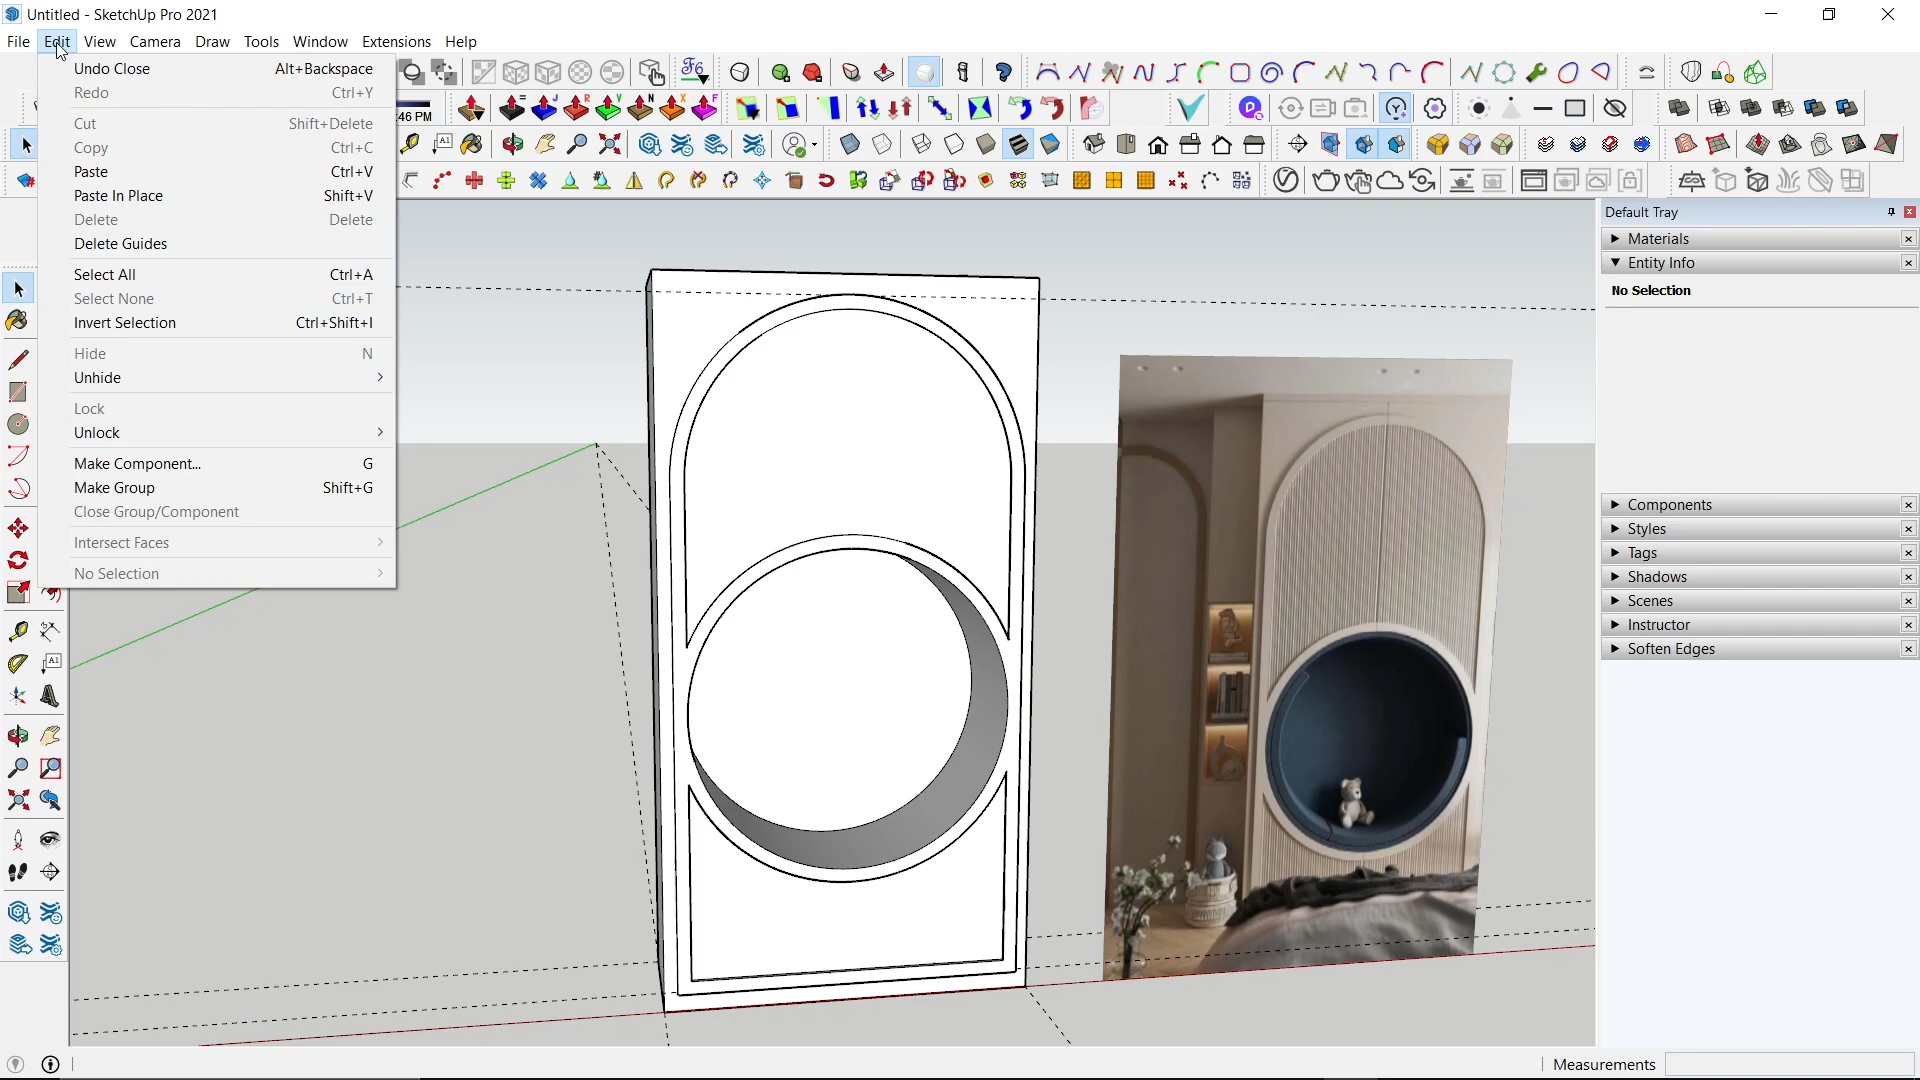 Untitled - SketchUp Pro 2021
File Edit View Camera Draw Tools Window Extensions Help
Undo Close Alt+Backspace
Redo Ctrl+Y
Cut Shift+Delete
Copy Ctrl+C
Paste Ctrl+V
Paste In Place Shift+V
Delete Delete
Delete Guides
Select All Ctrl+A
Select None Ctrl+T
Invert Selection Ctrl+Shift+I
Hide N
Unhide
Lock
Unlock
Make Component... G
Make Group Shift+G
Close Group/Component
Intersect Faces
No Selection
46 PM
Default Tray
Materials
Entity Info
No Selection
Components
Styles
Tags
Shadows
Scenes
Instructor
Soften Edges
Measurements